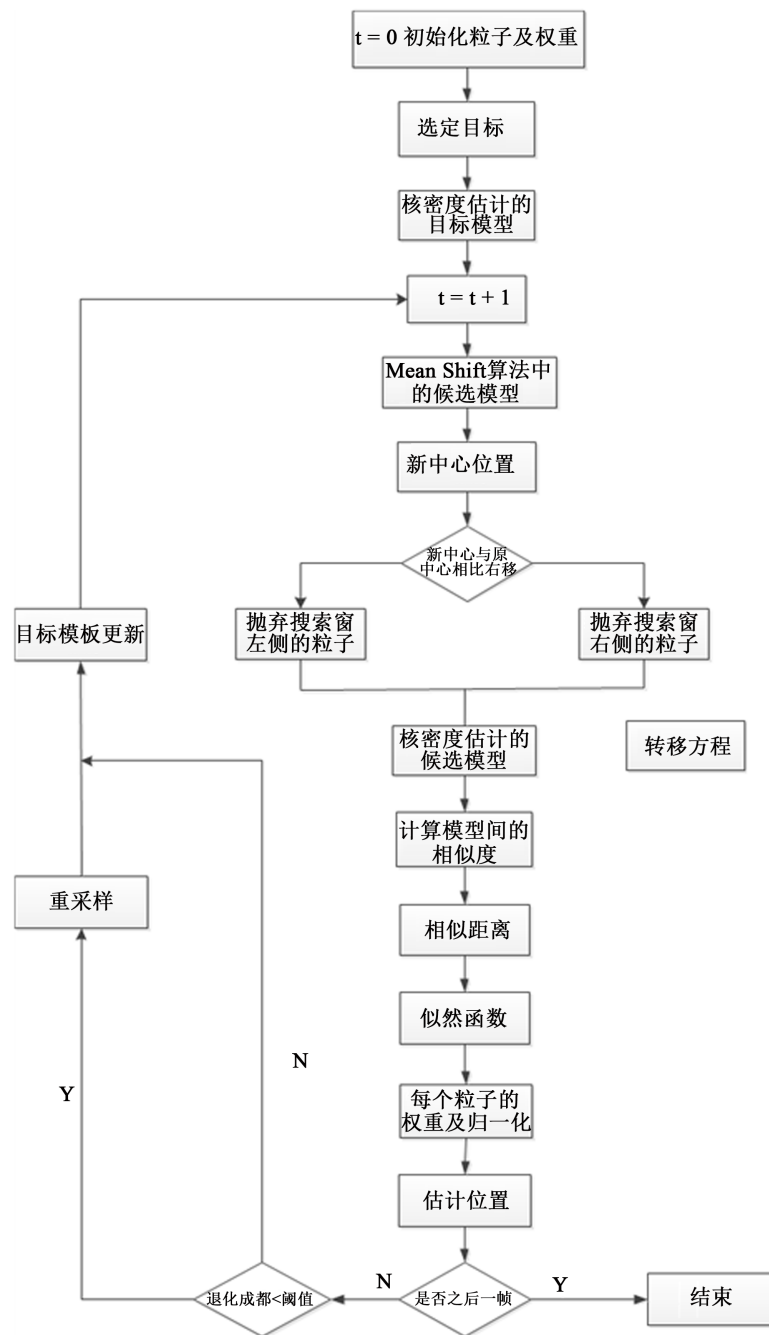 t = 0 初始化粒子及权重
选定目标
核密度估计的
目标模型
t = t + 1
Mean Shift算法中
的候选模型
新中心位置
新中心与原
中心相比右移
抛弃搜索窗
左侧的粒子
抛弃搜索窗
右侧的粒子
目标模板更新
核密度估计的
候选模型
转移方程
计算模型间的
相似度
重采样
相似距离
似然函数
Y
N
每个粒子的
权重及归一化
估计位置
退化成都<阈值
N
是否之后一帧
Y
结束